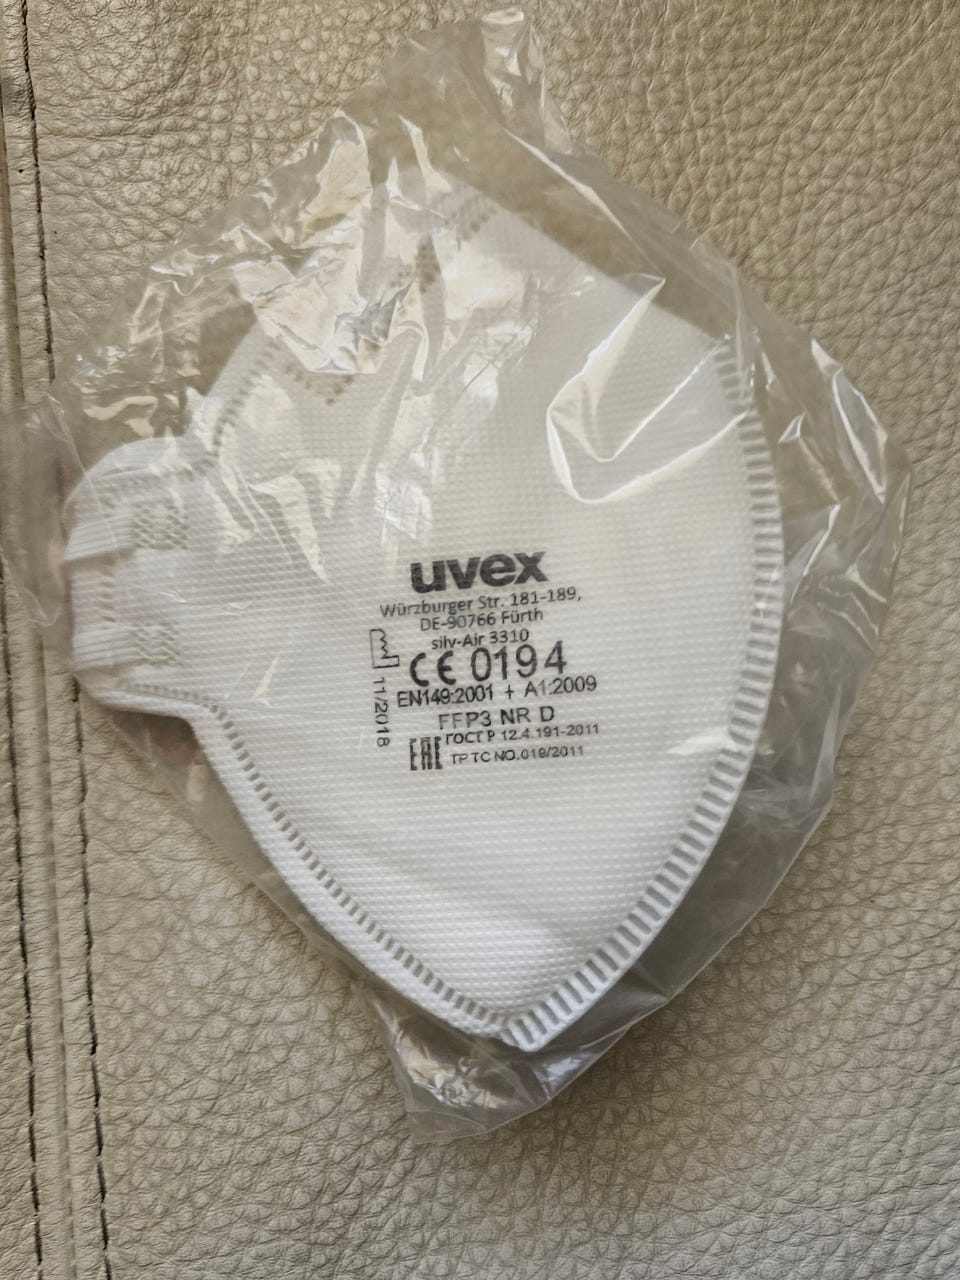 uvex
Würzburger Str. 181-189,
DE-90766 Fürth
silv-Air 3310
CE 0194
11/2018
EN149:2001 + A1:2009
FFP3 NR D
EAC ГОСТ Р 12.4.191-2011
ТР ТС NO.019/2011